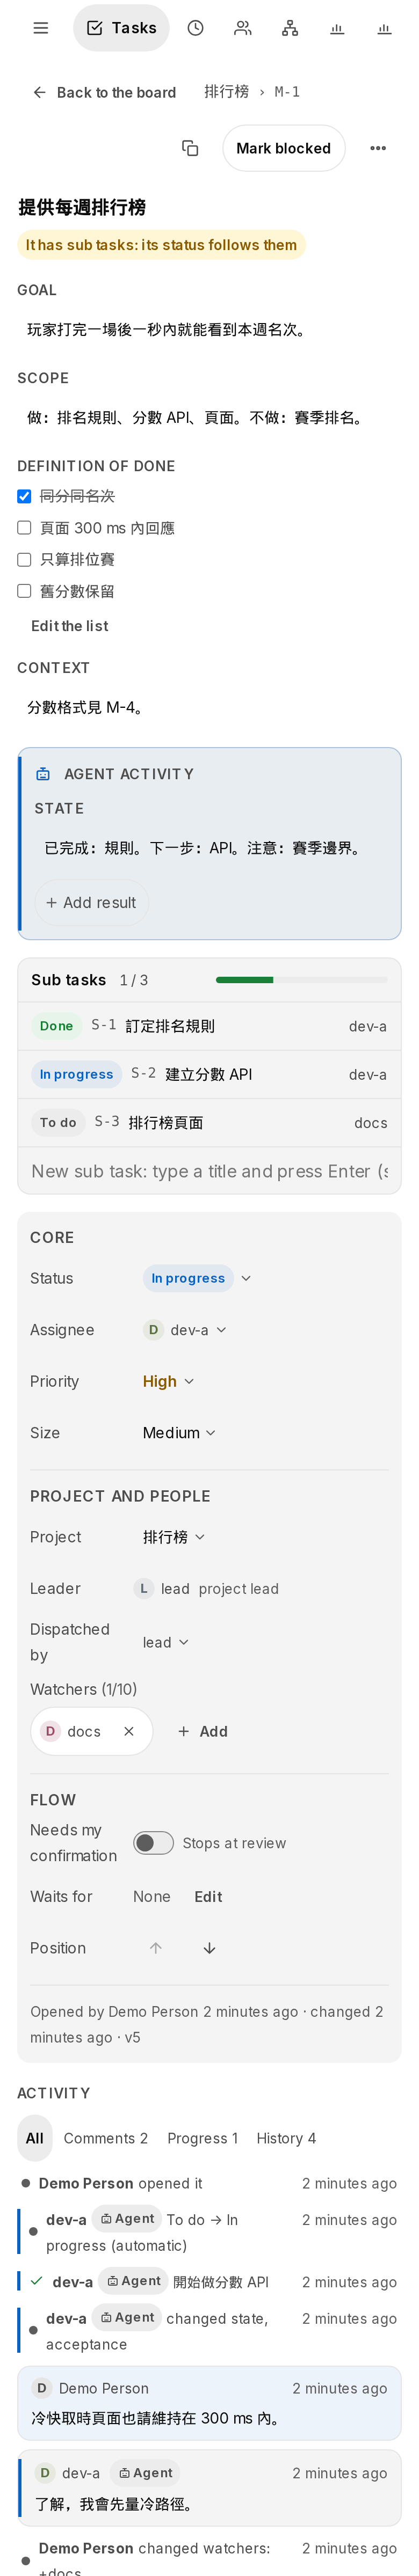 Tasks
Back to the board 排行榜 › M-1
Mark blocked
提供每週排行榜
It has sub tasks: its status follows them
GOAL
玩家打完一場後一秒內就能看到本週名次。
SCOPE
做：排名規則、分數 API、頁面。不做：賽季排名。
DEFINITION OF DONE
同分同名次
頁面 300 ms 內回應
只算排位賽
舊分數保留
Edit the list
CONTEXT
分數格式見 M-4。
AGENT ACTIVITY
STATE
已完成：規則。下一步：API。注意：賽季邊界。
+ Add result
Sub tasks 1 / 3
Done S-1 訂定排名規則 dev-a
In progress S-2 建立分數 API dev-a
To do S-3 排行榜頁面 docs
New sub task: type a title and press Enter (s
CORE
Status In progress
Assignee D dev-a
Priority High
Size Medium
PROJECT AND PEOPLE
Project 排行榜
Leader L lead project lead
Dispatched
by lead
Watchers (1/10)
D docs × + Add
FLOW
Needs my
confirmation Stops at review
Waits for None Edit
Position ↑ ↓
Opened by Demo Person 2 minutes ago · changed 2
minutes ago · v5
ACTIVITY
All Comments 2 Progress 1 History 4
Demo Person opened it 2 minutes ago
dev-a Agent To do → In 2 minutes ago
progress (automatic)
dev-a Agent 開始做分數 API 2 minutes ago
dev-a Agent changed state, 2 minutes ago
acceptance
D Demo Person 2 minutes ago
冷快取時頁面也請維持在 300 ms 內。
D dev-a Agent 2 minutes ago
了解，我會先量冷路徑。
Demo Person changed watchers: 2 minutes ago
+docs